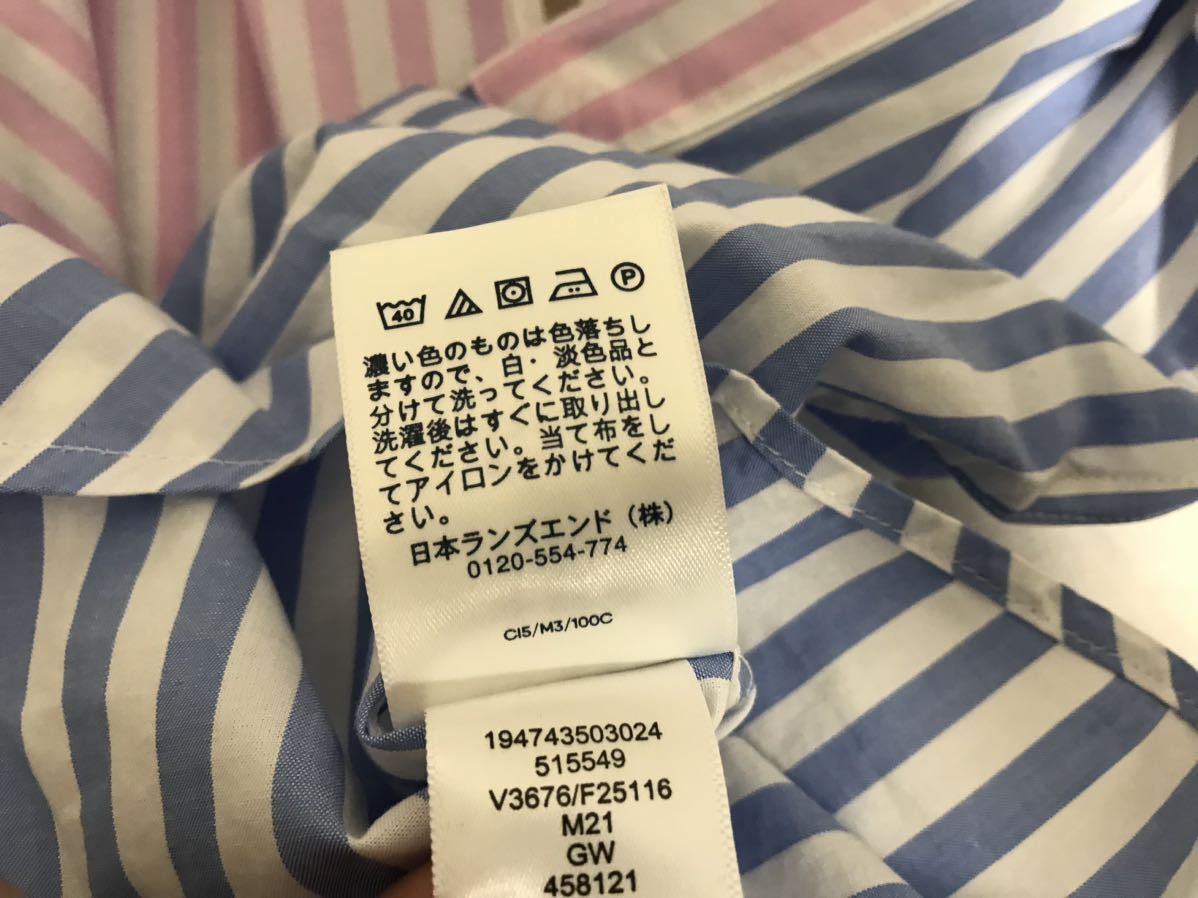 40 P
濃い色のものは色落ちし
ますので、白・淡色品と
分けて洗ってください。
洗濯後はすぐに取り出し
てください。当て布をし
てアイロンをかけてくだ
さい。
日本ランズエンド（株）
0120-554-774
CI5/M3/100C
194743503024
515549
V3676/F25116
M21
GW
458121